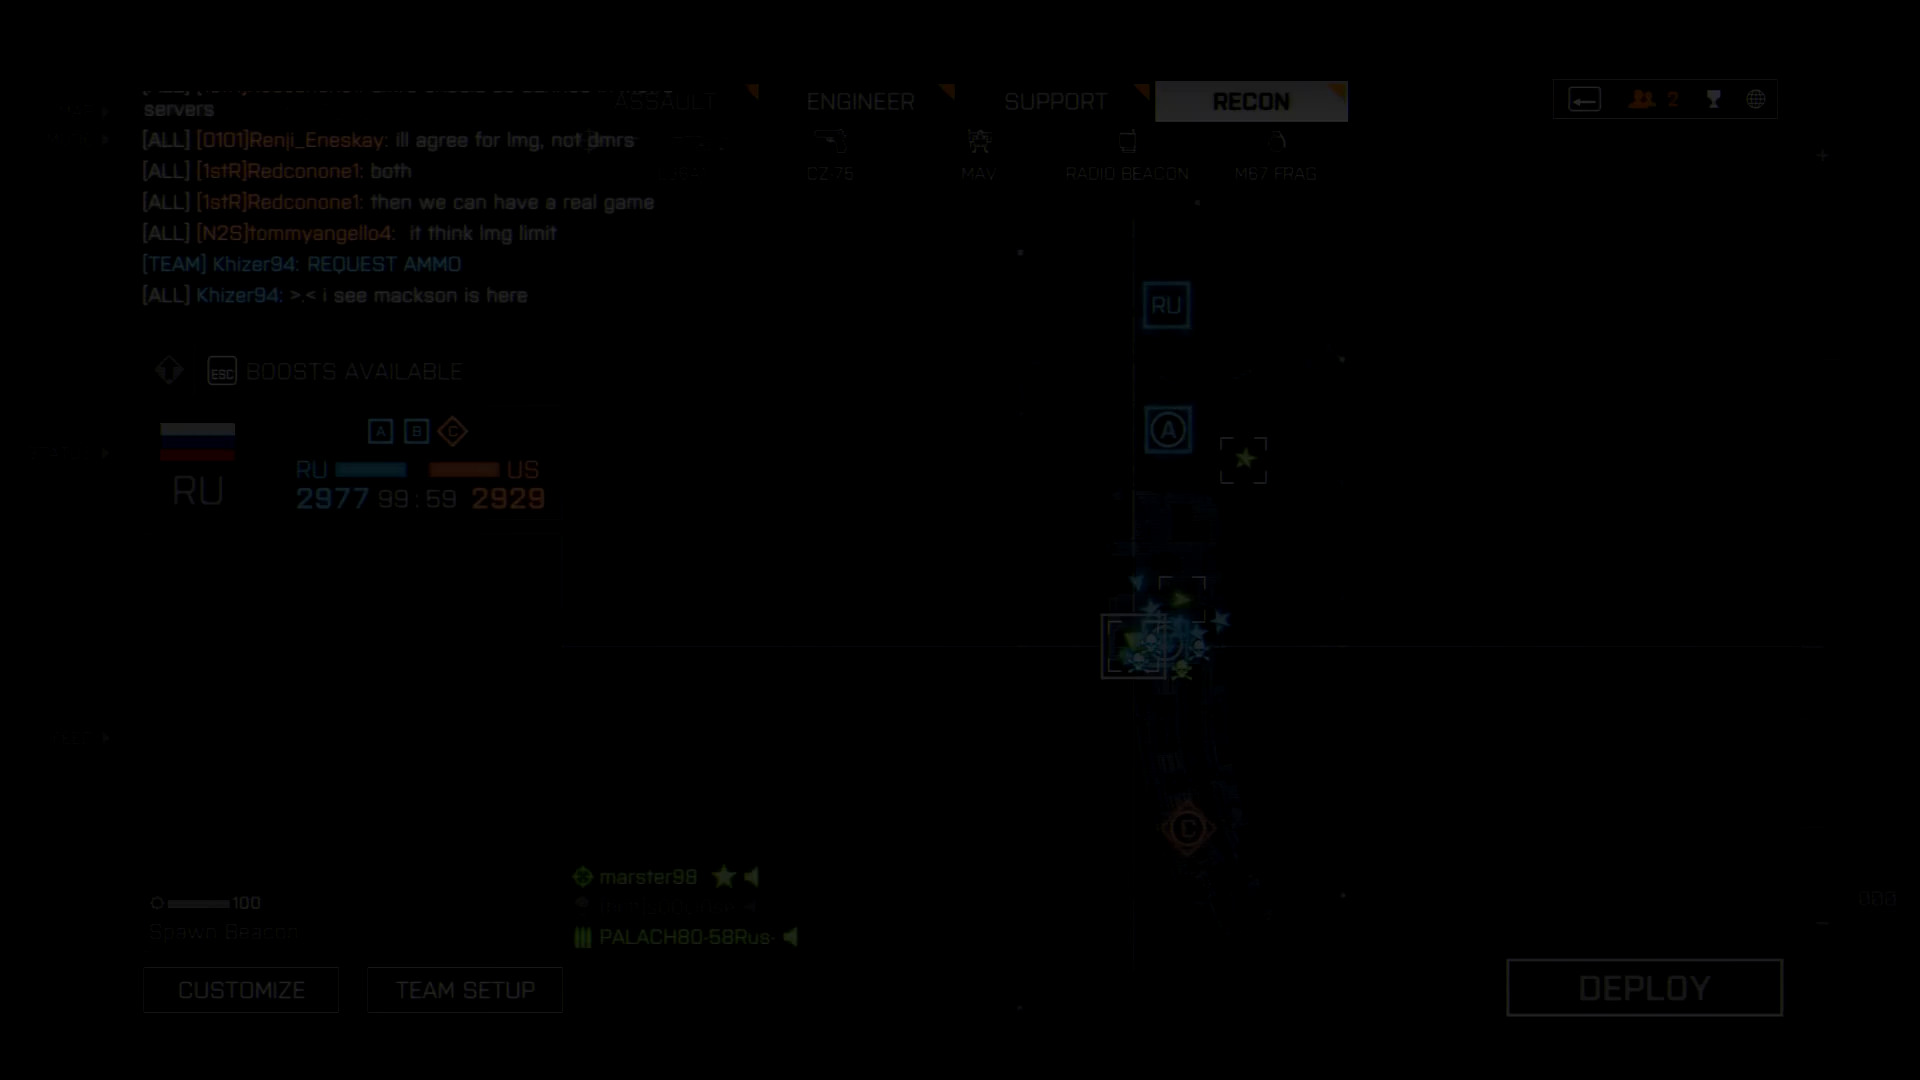 ASSAULT ENGINEER SUPPORT RECON 2
servers
[ALL] [0101]Renji_Eneskay: ill agree for lmg, not dmrs
CZ-75 MAV RADIO BEACON M67 FRAG
[ALL] [1stR]Redconone1: both
[ALL] [1stR]Redconone1: then we can have a real game
[ALL] [N2S]tommyangello4: it think lmg limit
[TEAM] Khizer94: REQUEST AMMO
[ALL] Khizer94: >.< i see mackson is here
RU
ESC BOOSTS AVAILABLE
A B C
A
RU US
RU
2977 99:59 2929
C
marster98
100
Spawn Beacon
PALACH80-58Rus-
000
CUSTOMIZE TEAM SETUP DEPLOY